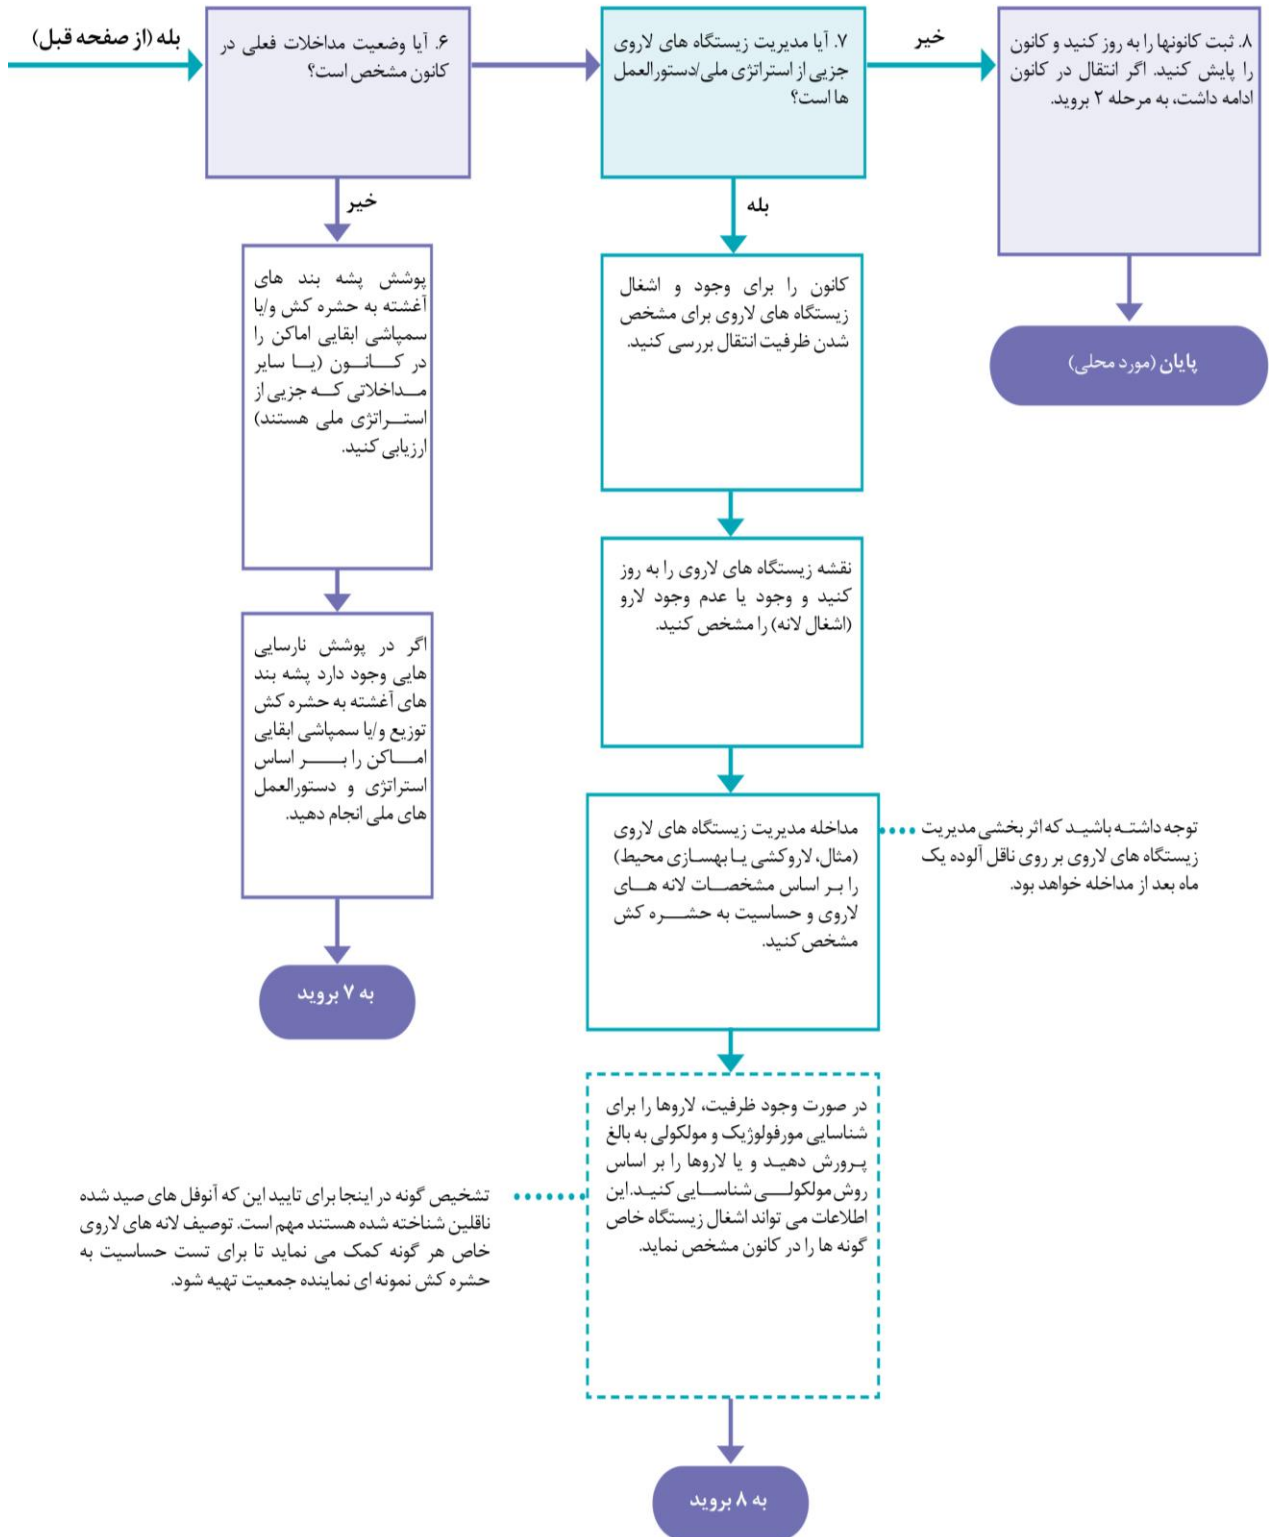 بله (از صفحه قبل)
۶. آیا وضعیت مداخلات فعلی در
کانون مشخص است؟
خیر
پوشش پشه بند های
آغشته به حشره کش و/یا
سمپاشی ابقایی اماکن را
در کانون (یا سایر
مداخلاتی که جزیی از
استراتژی ملی هستند)
ارزیابی کنید.
اگر در پوشش نارسایی
هایی وجود دارد پشه بند
های آغشته به حشره کش
توزیع و/یا سمپاشی ابقایی
اماکن را بر اساس
استراتژی و دستورالعمل
های ملی انجام دهید.
به ۷ بروید
۷. آیا مدیریت زیستگاه های لاروی
جزیی از استراتژی ملی/دستورالعمل
ها است؟
بله
کانون را برای وجود و اشغال
زیستگاه های لاروی برای مشخص
شدن ظرفیت انتقال بررسی کنید.
نقشه زیستگاه های لاروی را به روز
کنید و وجود یا عدم وجود لارو
(اشغال لانه) را مشخص کنید.
مداخله مدیریت زیستگاه های لاروی
(مثال، لاروکشی یا بهسازی محیط)
را بر اساس مشخصات لانه های
لاروی و حساسیت به حشره کش
مشخص کنید.
توجه داشته باشید که اثر بخشی مدیریت
زیستگاه های لاروی بر روی ناقل آلوده یک
ماه بعد از مداخله خواهد بود.
در صورت وجود ظرفیت، لاروها را برای
شناسایی مورفولوژیک و مولکولی به بالغ
پرورش دهید و یا لاروها را بر اساس
روش مولکولی شناسایی کنید. این
اطلاعات می تواند اشغال زیستگاه خاص
گونه ها را در کانون مشخص نماید.
تشخیص گونه در اینجا برای تایید این که آنوفل های صید شده
ناقلین شناخته شده هستند مهم است. توصیف لانه های لاروی
خاص هر گونه کمک می نماید تا برای تست حساسیت به
حشره کش نمونه ای نماینده جمعیت تهیه شود.
به ۸ بروید
خیر
۸. ثبت کانونها را به روز کنید و کانون
را پایش کنید. اگر انتقال در کانون
ادامه داشت، به مرحله ۲ بروید.
پایان (مورد محلی)